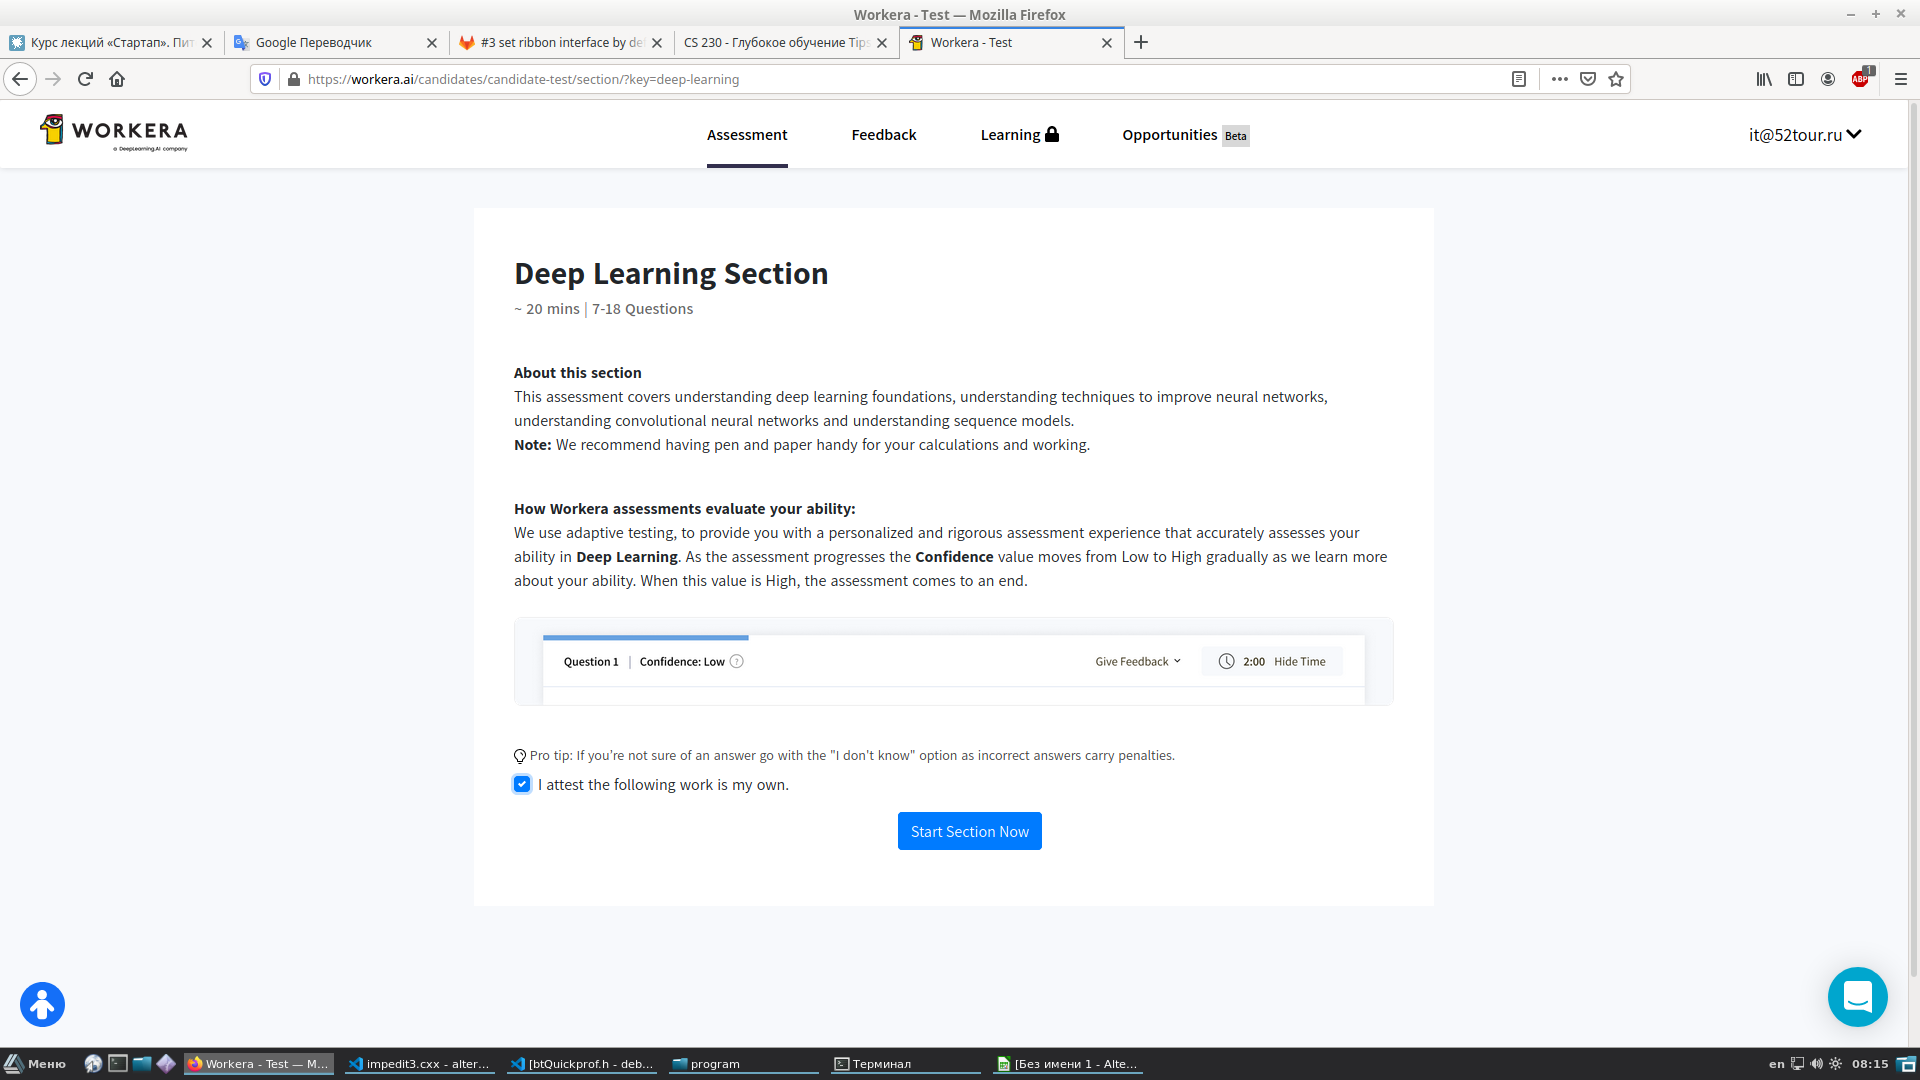 Workera - Test — Mozilla Firefox
Курс лекций «Стартап». Пит
Google Переводчик
#3 set ribbon interface by de
CS 230 - Глубокое обучение Tips
Workera - Test
https://workera.ai/candidates/candidate-test/section/?key=deep-learning
ABP
1
WORKERA
a DeepLearning.AI company
Assessment
Feedback
Learning
Opportunities Beta
it@52tour.ru
Deep Learning Section
~ 20 mins | 7-18 Questions
About this section
This assessment covers understanding deep learning foundations, understanding techniques to improve neural networks,
understanding convolutional neural networks and understanding sequence models.
Note: We recommend having pen and paper handy for your calculations and working.
How Workera assessments evaluate your ability:
We use adaptive testing, to provide you with a personalized and rigorous assessment experience that accurately assesses your
ability in Deep Learning. As the assessment progresses the Confidence value moves from Low to High gradually as we learn more
about your ability. When this value is High, the assessment comes to an end.
Question 1 | Confidence: Low ?
Give Feedback
2:00 Hide Time
Pro tip: If you're not sure of an answer go with the "I don't know" option as incorrect answers carry penalties.
I attest the following work is my own.
Start Section Now
Меню
Workera - Test — M...
impedit3.cxx - alter...
[btQuickprof.h - deb...
program
Терминал
[Без имени 1 - Alte...
en
08:15